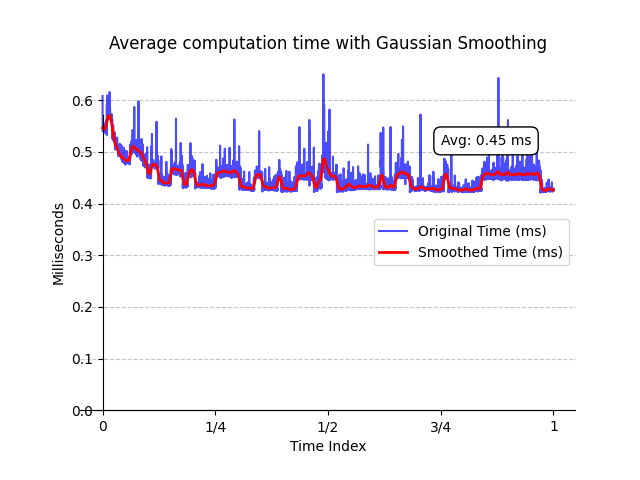 Average computation time with Gaussian Smoothing
0.6
0.5
0.4
0.3
0.2
0.1
0.0
Milliseconds
Avg: 0.45 ms
Original Time (ms)
Smoothed Time (ms)
0 1/4 1/2 3/4 1
Time Index